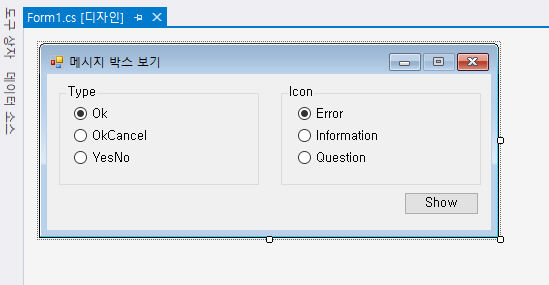 Form1.cs [디자인]
도구 상자
데이터 소스
메시지 박스 보기
Type
Ok
OkCancel
YesNo
Icon
Error
Information
Question
Show